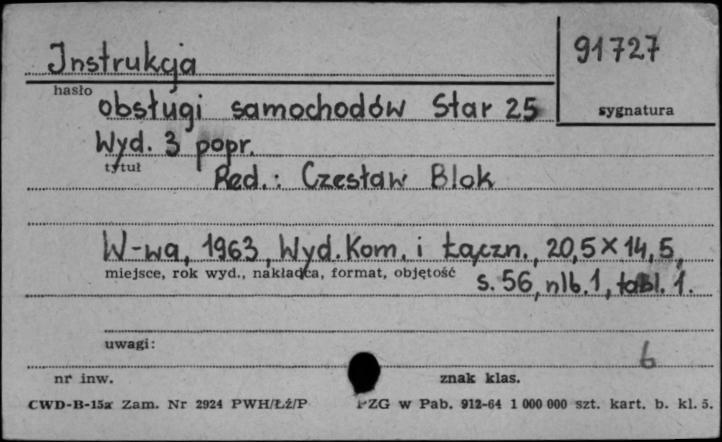 Instrukcja
91727
hasło
sygnatura
obsługi samochodów Star 25
Wyd. 3 popr.
tytuł
Red.: Czesław Blok
W-wa, 1963, Wyd. Kom. i Łączn., 20,5 × 14,5,
miejsce, rok wyd., nakładca, format, objętość
s. 56, nlb. 1, tabl. 1.
uwagi:
6
nr inw.
znak klas.
CWD-B-15a Zam. Nr 2924 PWH/Łź/P
PZG w Pab. 912-64 1 000 000 szt. kart. b. kl. 5.